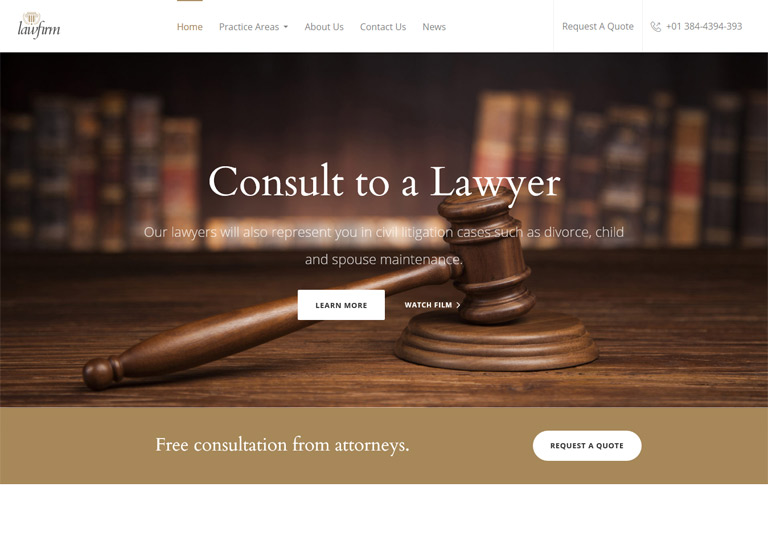 lawfirm
Home Practice Areas About Us Contact Us News Request A Quote +01 384-4394-393
Consult to a Lawyer
Our lawyers will also represent you in civil litigation cases such as divorce, child
and spouse maintenance.
LEARN MORE WATCH FILM
Free consultation from attorneys.
REQUEST A QUOTE